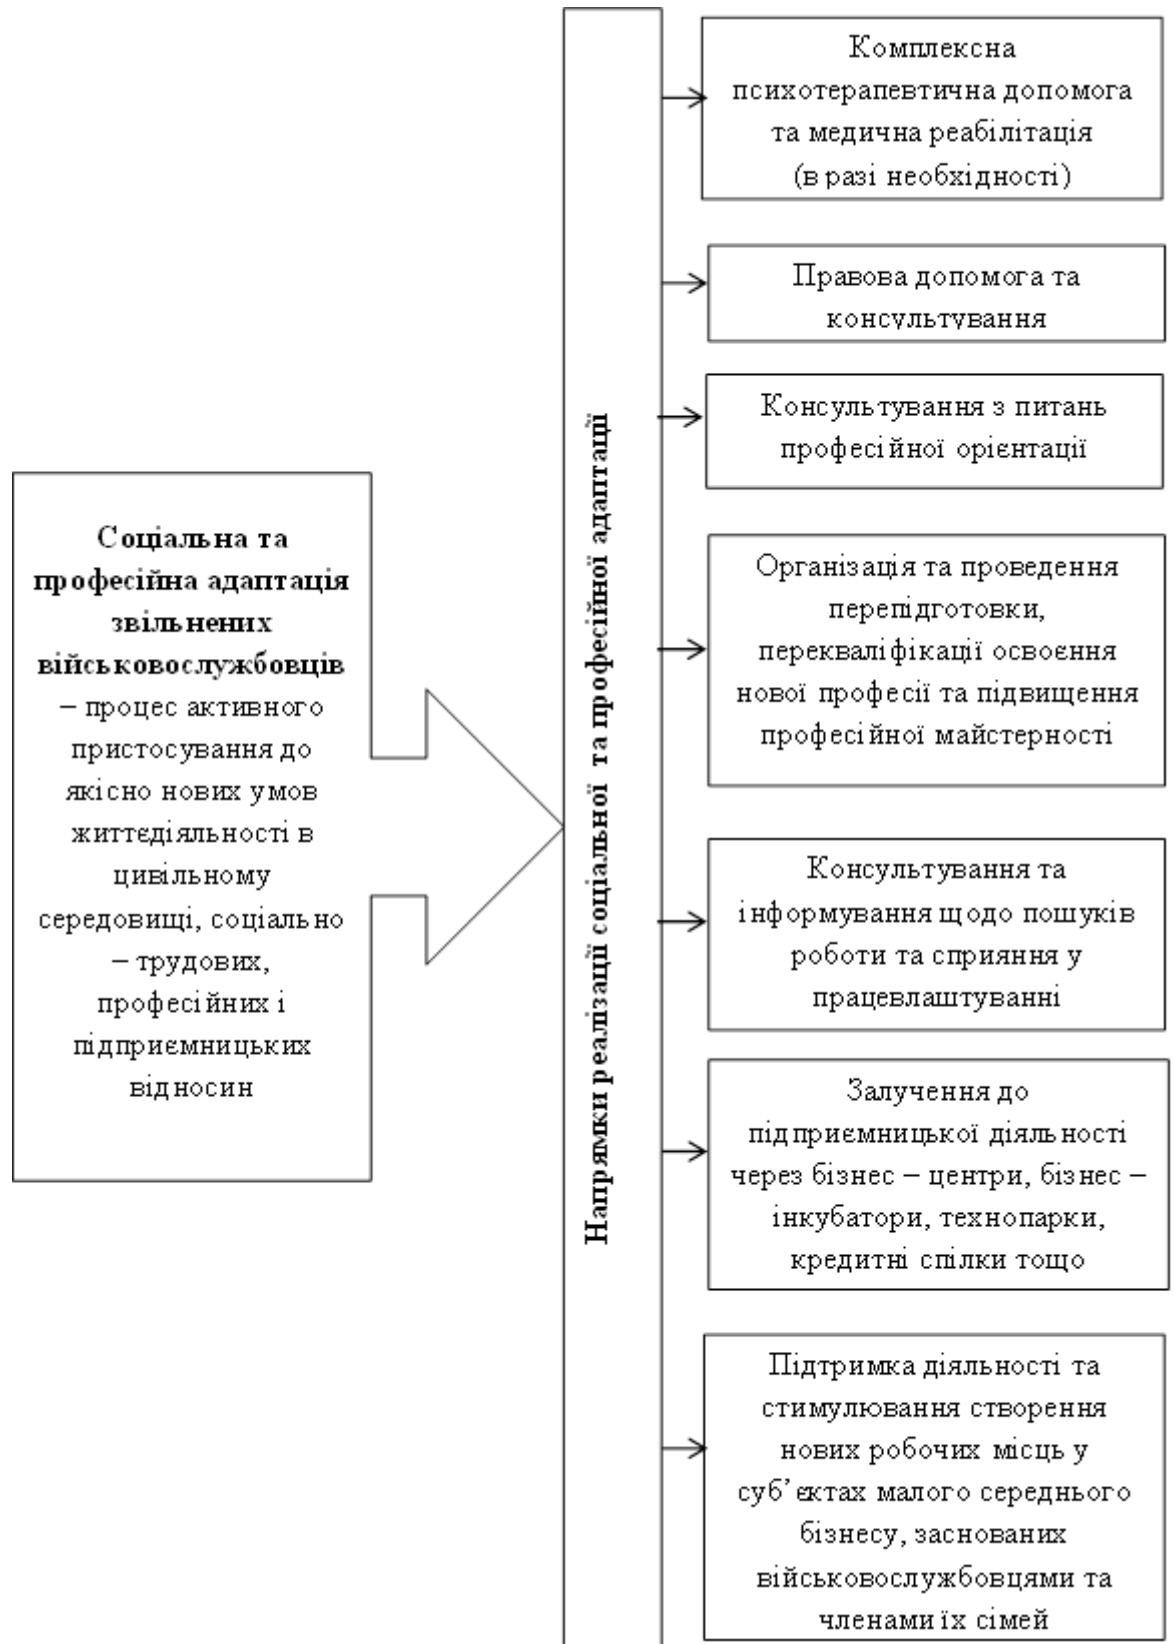 Соціальна та
професійна адаптація
звільнених
військовослужбовців
– процес активного
пристосування до
якісно нових умов
життєдіяльності в
цивільному
середовищі, соціально
– трудових,
професійних і
підприємницьких
відносин
Напрямки реалізації соціальної та професійної адаптації
Комплексна
психотерапевтична допомога
та медична реабілітація
(в разі необхідності)
Правова допомога та
консультування
Консультування з питань
професійної орієнтації
Організація та проведення
перепідготовки,
перекваліфікації освоєння
нової професії та підвищення
професійної майстерності
Консультування та
інформування щодо пошуків
роботи та сприяння у
працевлаштуванні
Залучення до
підприємницької діяльності
через бізнес – центри, бізнес –
інкубатори, технопарки,
кредитні спілки тощо
Підтримка діяльності та
стимулювання створення
нових робочих місць у
суб’єктах малого середнього
бізнесу, заснованих
військовослужбовцями та
членами їх сімей